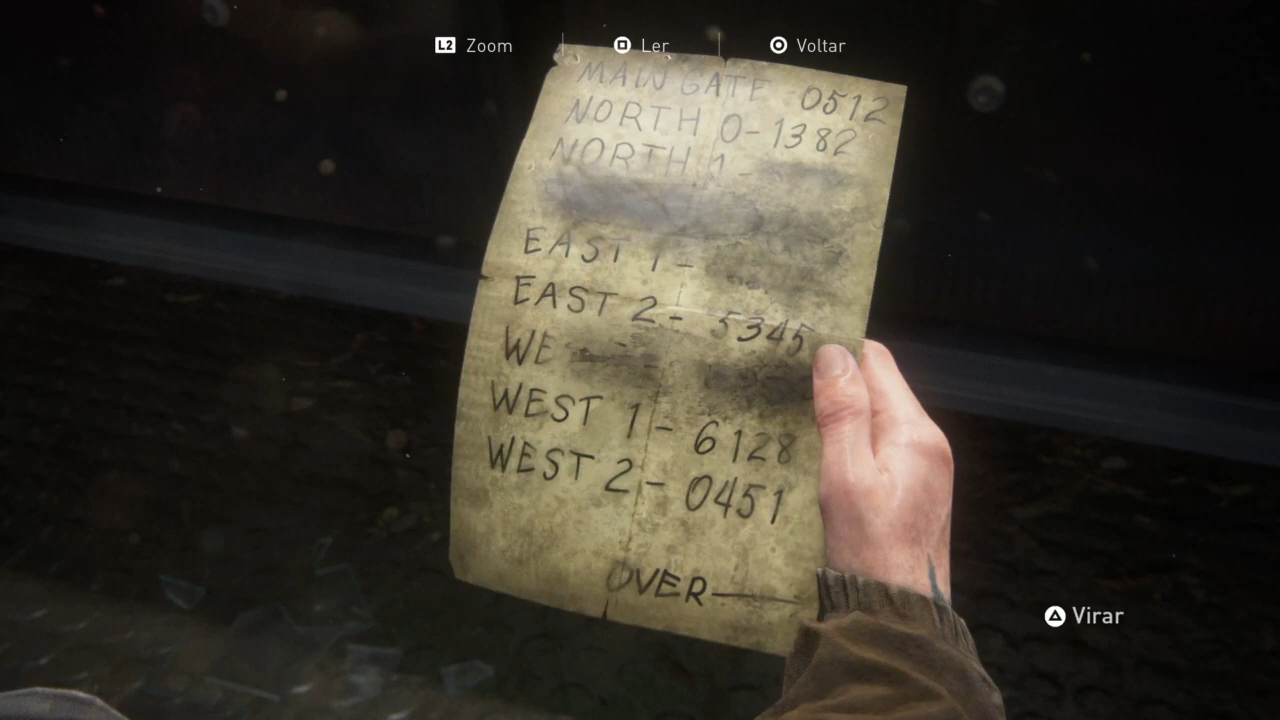 L2 Zoom
Ler
Voltar
MAIN GATE 0512
NORTH 0- 1382
NORTH 1 -
EAST 1 -
EAST 2 - 5345
WE
WEST 1 - 6128
WEST 2 - 0451
OVER
Virar